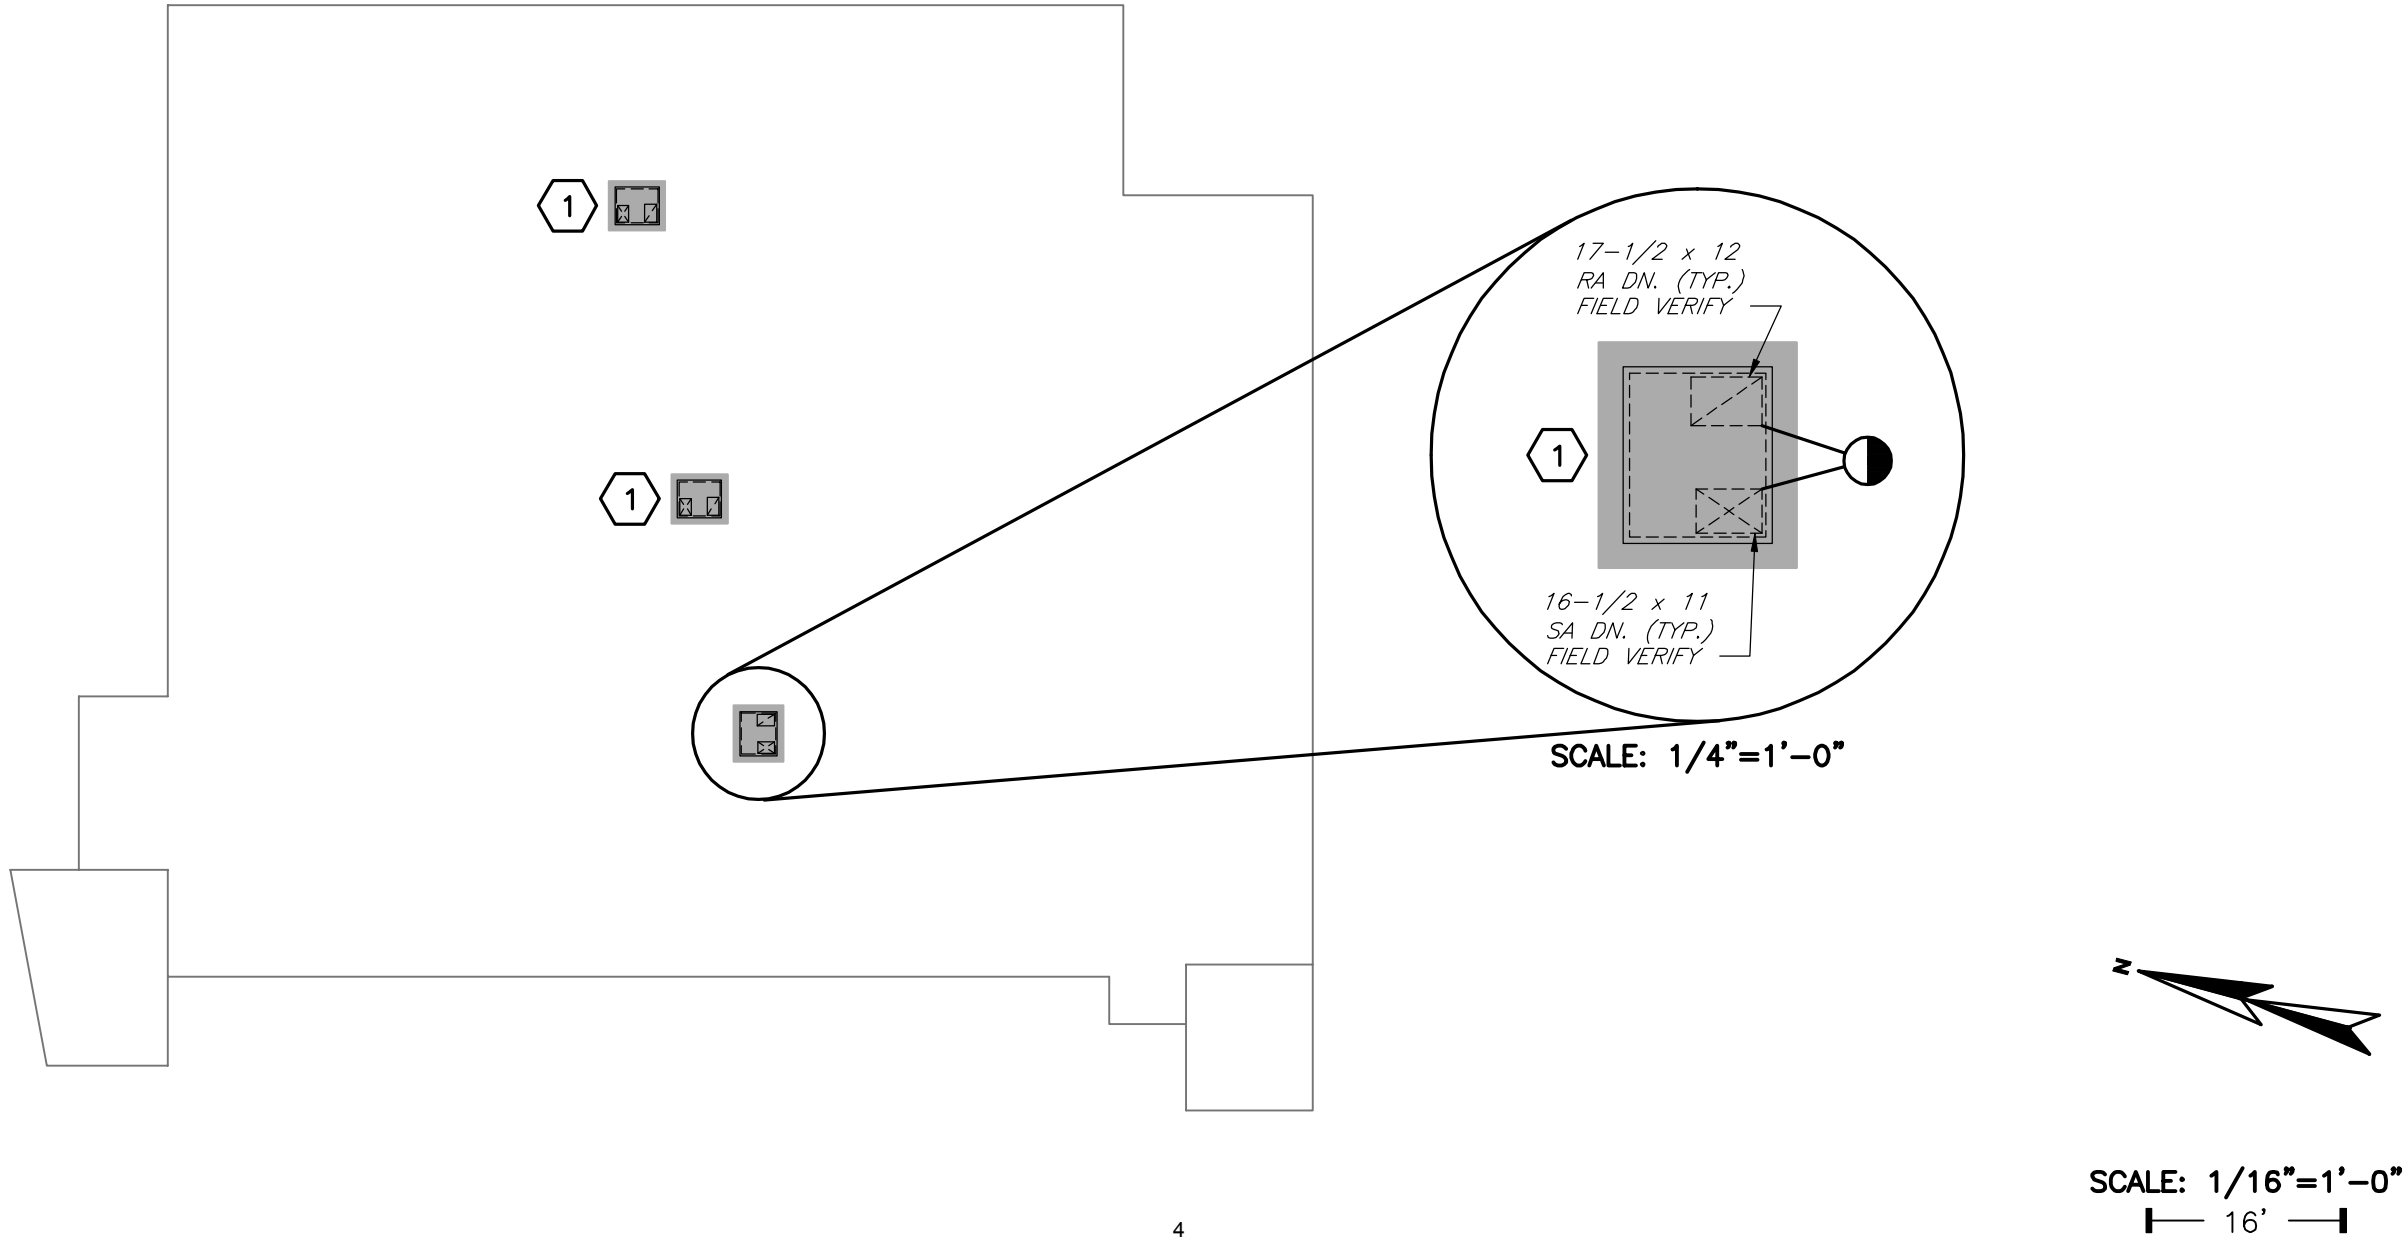 1
17-1/2 x 12
RA DN. (TYP.)
FIELD VERIFY
1
1
16-1/2 x 11
SA DN. (TYP.)
FIELD VERIFY
SCALE: 1/4"=1'-0"
N
SCALE: 1/16"=1'-0"
16'
4